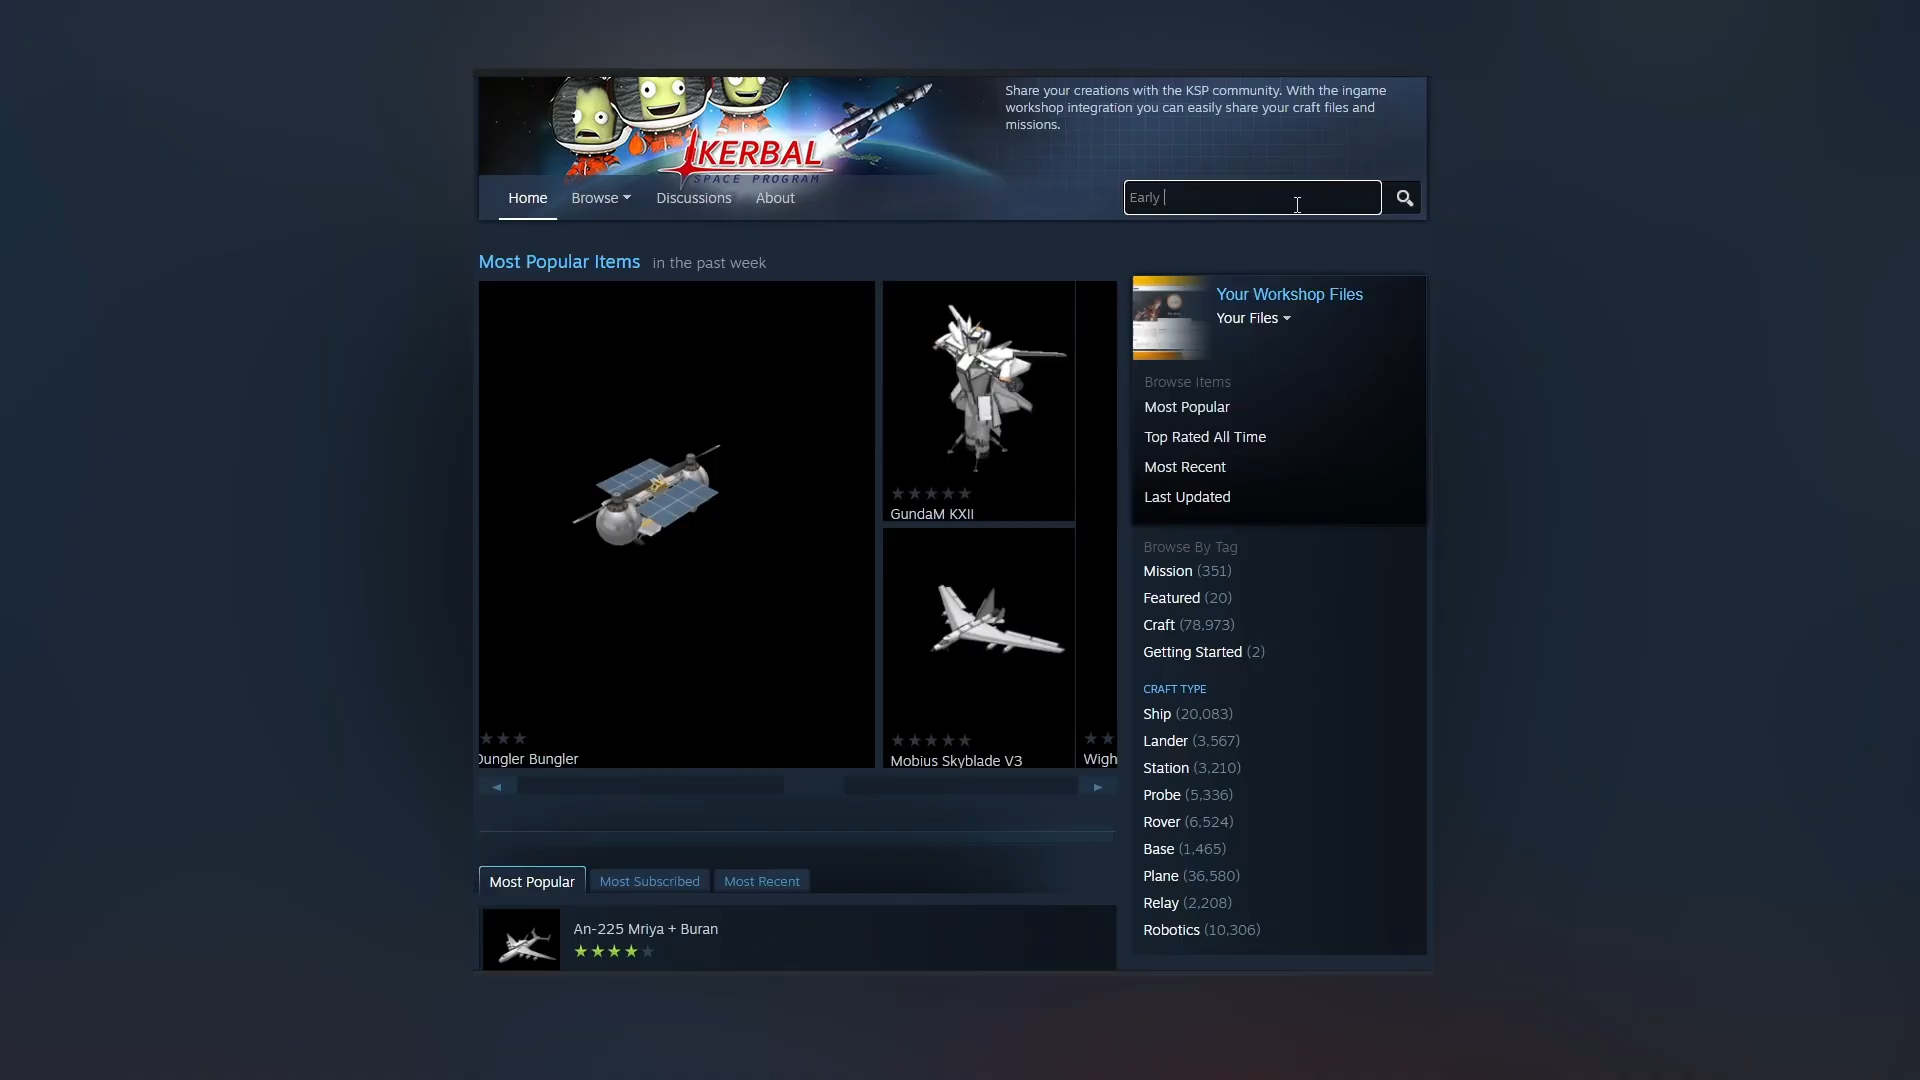 Share your creations with the KSP community. With the ingame
workshop integration you can easily share your craft files and
missions.
KERBAL
SPACE PROGRAM
Home Browse Discussions About
Early
Most Popular Items in the past week
Dungler Bungler
GundaM KXII
Mobius Skyblade V3
Wigh
Your Workshop Files
Your Files
Browse Items
Most Popular
Top Rated All Time
Most Recent
Last Updated
Browse By Tag
Mission (351)
Featured (20)
Craft (78,973)
Getting Started (2)
CRAFT TYPE
Ship (20,083)
Lander (3,567)
Station (3,210)
Probe (5,336)
Rover (6,524)
Base (1,465)
Plane (36,580)
Relay (2,208)
Robotics (10,306)
Most Popular Most Subscribed Most Recent
An-225 Mriya + Buran